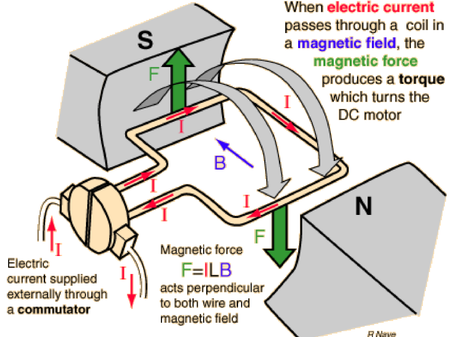 When electric current
passes through a coil in
a magnetic field, the
magnetic force
produces a torque
which turns the
DC motor
S
F
I
I
B
I
I
I
N
F
I
I
Electric
current supplied
externally through
a commutator
Magnetic force
F=ILB
acts perpendicular
to both wire and
magnetic field
R Nave